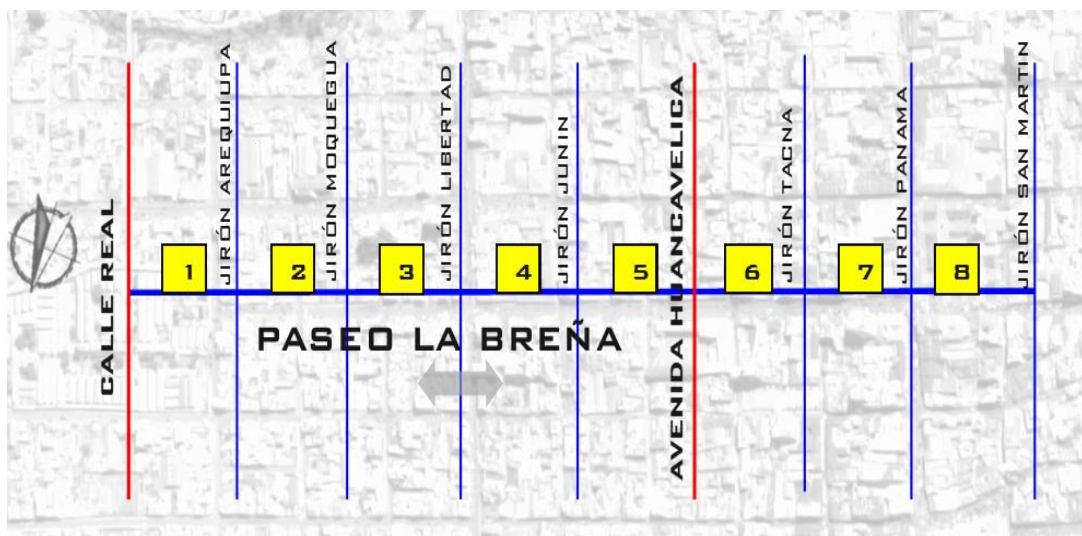 CALLE REAL
1
JIRÓN AREQUIUPA
2
JIRÓN MOQUEGUA
3
JIRÓN LIBERTAD
4
JIRÓN JUNIN
5
AVENIDA HUANCAVELICA
6
JIRÓN TACNA
7
JIRÓN PANAMA
8
JIRÓN SAN MARTIN
PASEO LA BREÑA